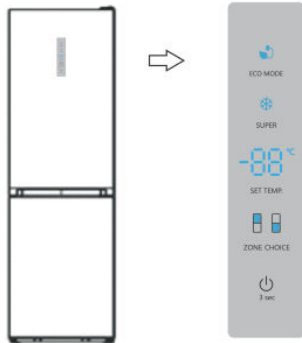 ECO MODE
SUPER
-88 °C
SET TEMP.
ZONE CHOICE
3 sec